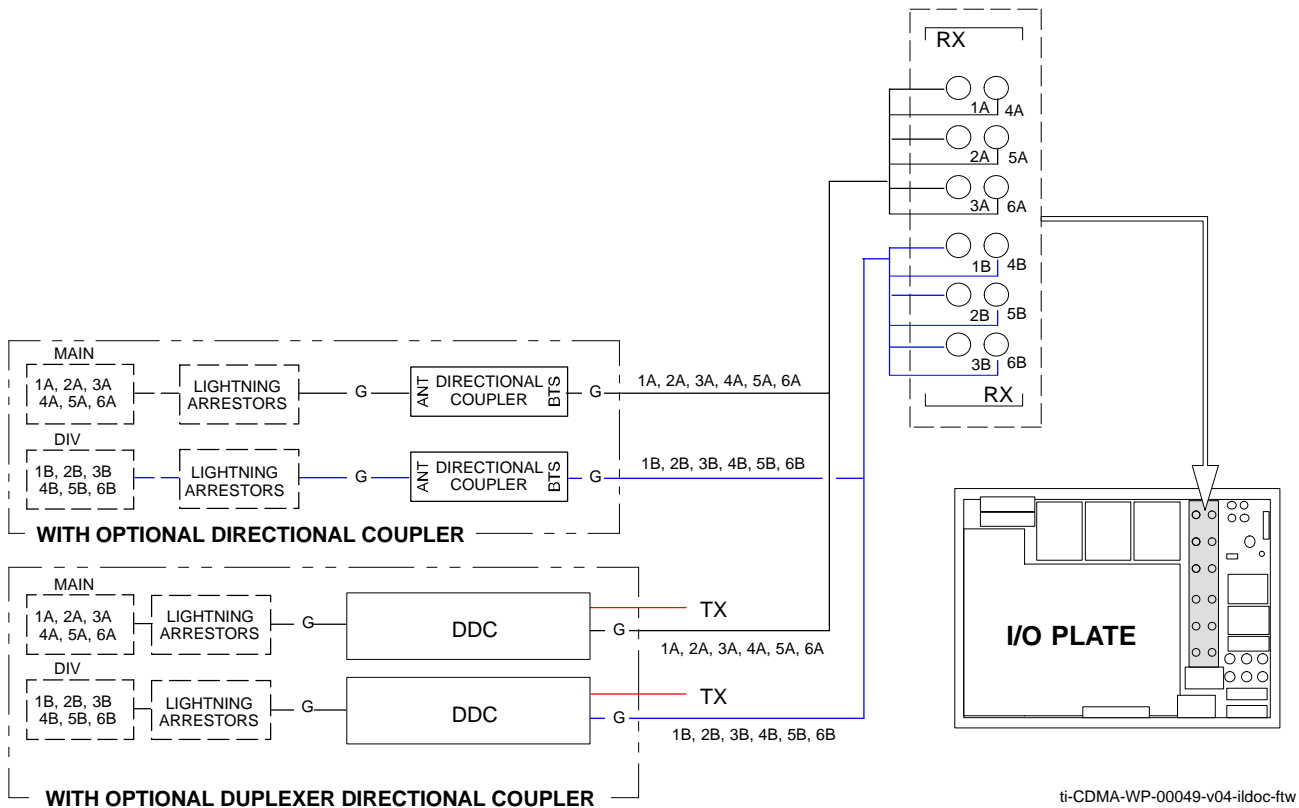 RX
1A 4A
2A 5A
3A 6A
1B 4B
2B 5B
3B 6B
RX
MAIN
1A, 2A, 3A
4A, 5A, 6A
LIGHTNING
ARRESTORS
G
ANT
DIRECTIONAL
COUPLER
BTS
G
1A, 2A, 3A, 4A, 5A, 6A
DIV
1B, 2B, 3B
4B, 5B, 6B
LIGHTNING
ARRESTORS
G
ANT
DIRECTIONAL
COUPLER
BTS
G
1B, 2B, 3B, 4B, 5B, 6B
WITH OPTIONAL DIRECTIONAL COUPLER
MAIN
1A, 2A, 3A
4A, 5A, 6A
LIGHTNING
ARRESTORS
G
DDC
TX
G
1A, 2A, 3A, 4A, 5A, 6A
DIV
1B, 2B, 3B
4B, 5B, 6B
LIGHTNING
ARRESTORS
G
DDC
TX
G
1B, 2B, 3B, 4B, 5B, 6B
WITH OPTIONAL DUPLEXER DIRECTIONAL COUPLER
I/O PLATE
ti-CDMA-WP-00049-v04-ildoc-ftw